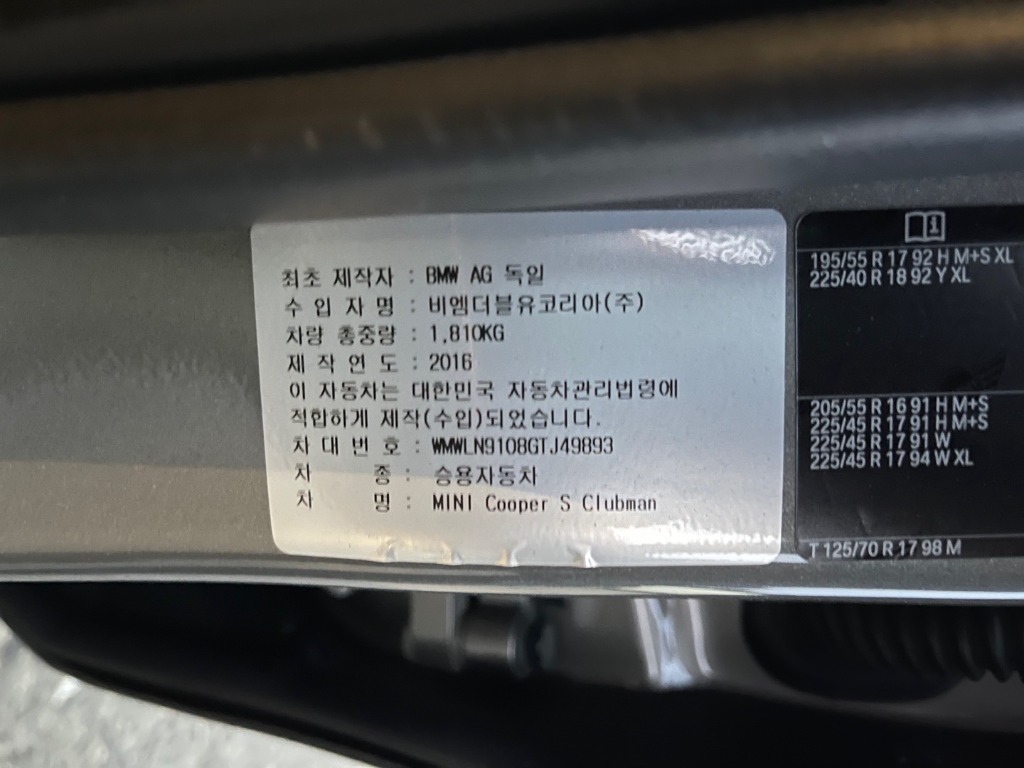 최초 제작자 : BMW AG 독일
수 입 자 명 : 비엠더블유코리아(주)
차량 총중량 : 1,810KG
제 작 연 도 : 2016
이 자동차는 대한민국 자동차관리법령에
적합하게 제작(수입)되었습니다.
차 대 번 호 : WMWLN9108GTJ49893
차 종 : 승용자동차
차 명 : MINI Cooper S Clubman
195/55 R 17 92 H M+S XL
225/40 R 18 92 Y XL
205/55 R 16 91 H M+S
225/45 R 17 91 H M+S
225/45 R 17 91 W
225/45 R 17 94 W XL
T 125/70 R 17 98 M